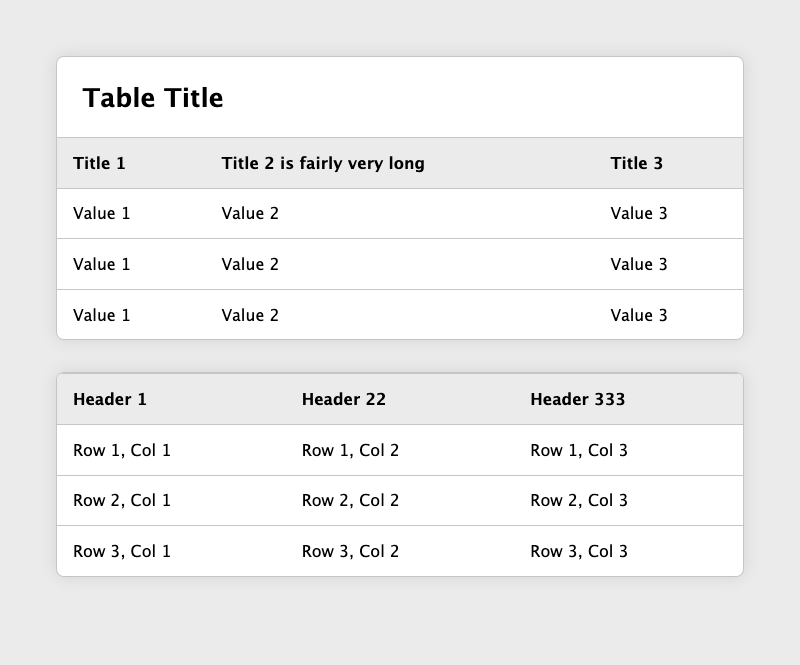 Table Title
Title 1 Title 2 is fairly very long Title 3
Value 1 Value 2 Value 3
Value 1 Value 2 Value 3
Value 1 Value 2 Value 3
Header 1 Header 22 Header 333
Row 1, Col 1 Row 1, Col 2 Row 1, Col 3
Row 2, Col 1 Row 2, Col 2 Row 2, Col 3
Row 3, Col 1 Row 3, Col 2 Row 3, Col 3